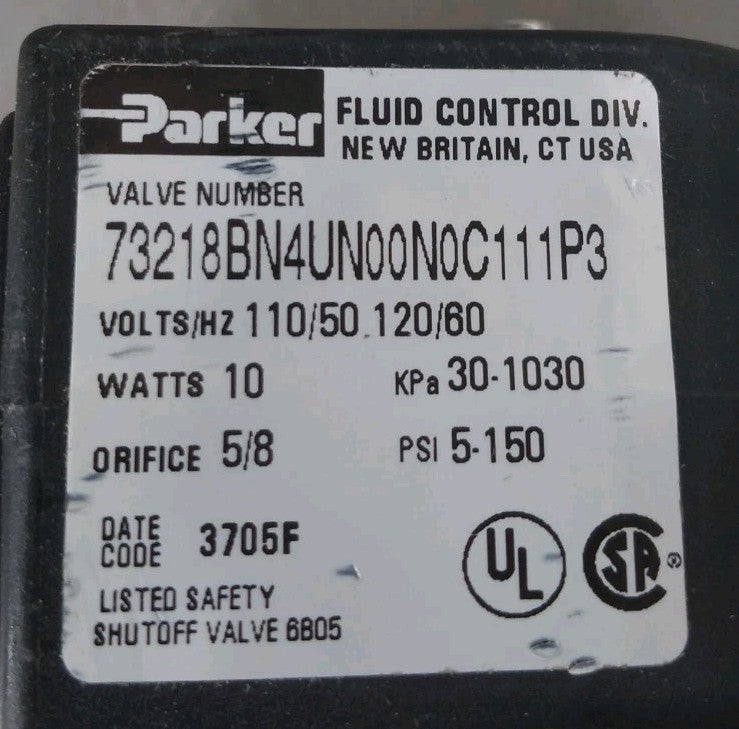 Parker
FLUID CONTROL DIV.
NEW BRITAIN, CT USA
VALVE NUMBER
73218BN4UN00N0C111P3
VOLTS/HZ 110/50 120/60
WATTS 10 KPa 30-1030
ORIFICE 5/8 PSI 5-150
DATE
CODE 3705F
UL SA®
LISTED SAFETY
SHUTOFF VALVE 6B05